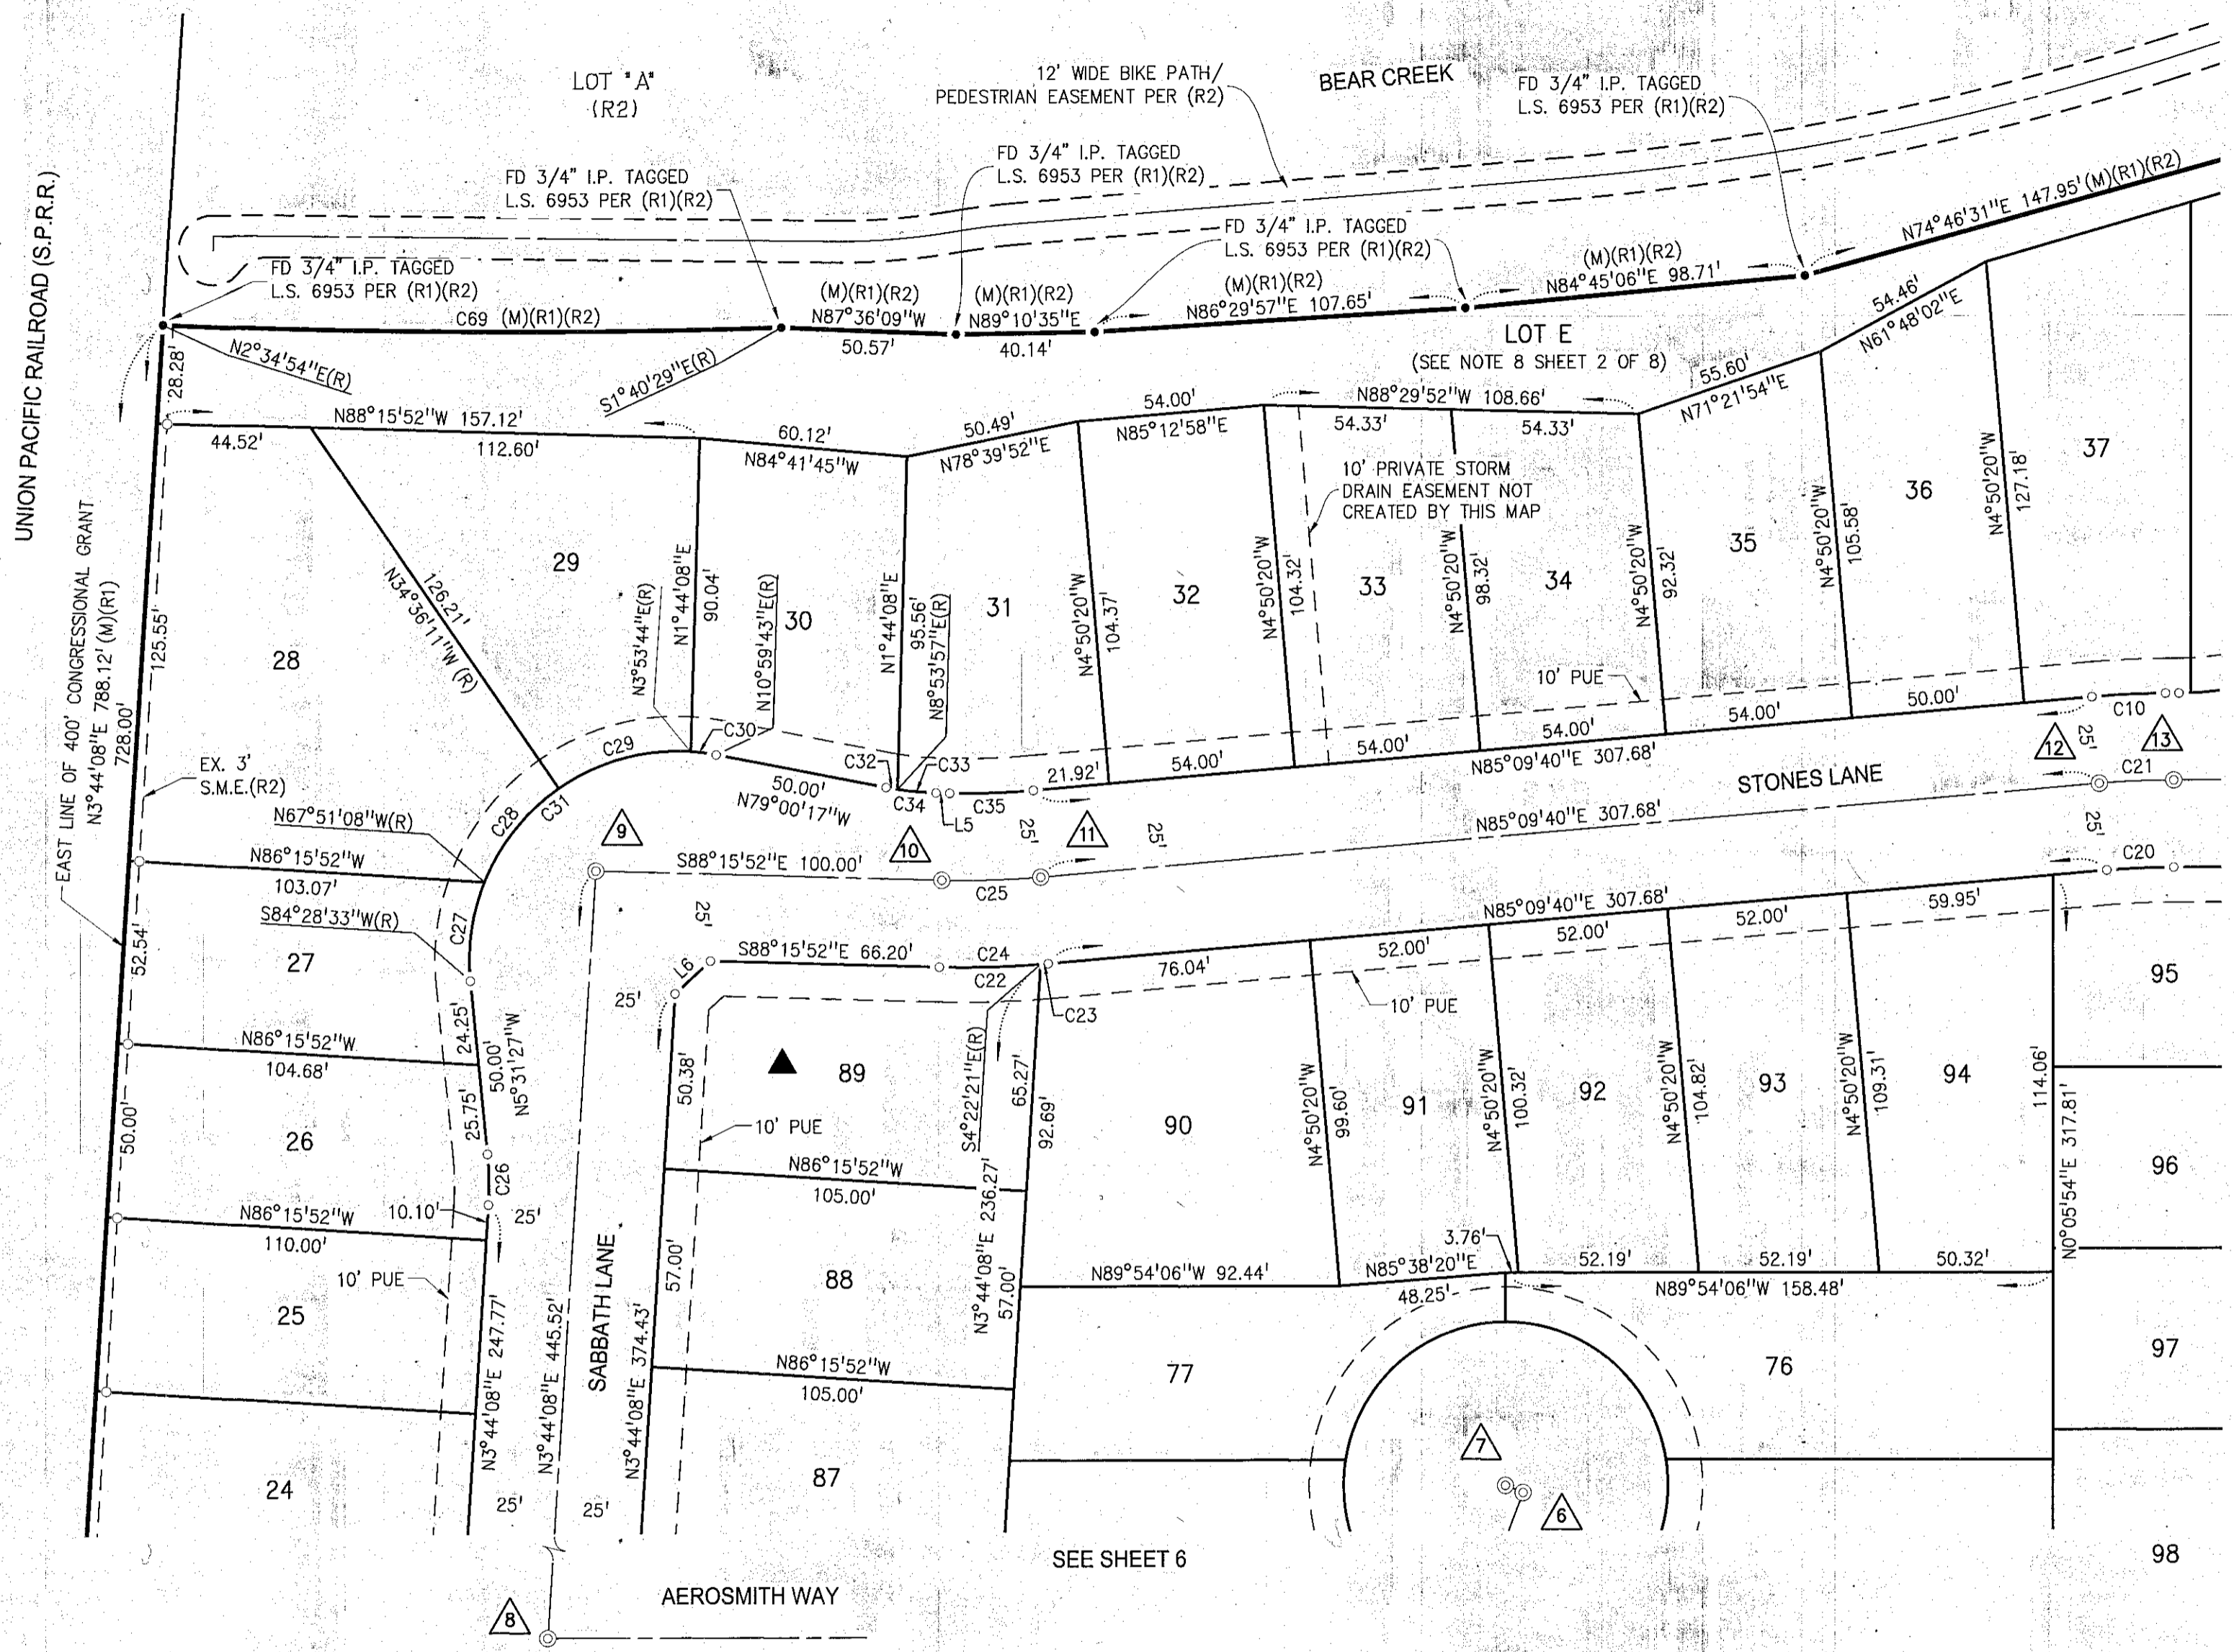 LOT "A"
(R2)
12' WIDE BIKE PATH/
PEDESTRIAN EASEMENT PER (R2)
BEAR CREEK
FD 3/4" I.P. TAGGED
L.S. 6953 PER (R1)(R2)
FD 3/4" I.P. TAGGED
L.S. 6953 PER (R1)(R2)
FD 3/4" I.P. TAGGED
L.S. 6953 PER (R1)(R2)
FD 3/4" I.P. TAGGED
L.S. 6953 PER (R1)(R2)
FD 3/4" I.P. TAGGED
L.S. 6953 PER (R1)(R2)
UNION PACIFIC RAILROAD (S.P.R.R.)
C69 (M)(R1)(R2)
(M)(R1)(R2)
N87°36'09"W
50.57'
(M)(R1)(R2)
N89°10'35"E
40.14'
(M)(R1)(R2)
N86°29'57"E 107.65'
(M)(R1)(R2)
N84°45'06"E 98.71'
N74°46'31"E 147.95'(M)(R1)(R2)
N2°34'54"E(R)
S1°40'29"E(R)
28.28'
LOT E
(SEE NOTE 8 SHEET 2 OF 8)
N88°15'52"W 157.12'
44.52'
112.60'
60.12'
N84°41'45"W
50.49'
N78°39'52"E
54.00'
N85°12'58"E
N88°29'52"W 108.66'
54.33'
54.33'
55.60'
N71°21'54"E
54.46'
N61°48'02"E
10' PRIVATE STORM
DRAIN EASEMENT NOT
CREATED BY THIS MAP
EAST LINE OF 400' CONGRESSIONAL GRANT
N3°44'08"E 788.12' (M)(R1)
728.00'
125.55'
28
126.21'
N34°36'11"W (R)
29
N3°53'44"E(R)
N1°44'08"E
90.04'
N10°59'43"E(R)
30
N1°44'08"E
95.56'
N8°53'57"E(R)
31
N4°50'20"W
104.37'
32
N4°50'20"W
104.32'
33
N4°50'20"W
98.32'
34
N4°50'20"W
92.32'
35
N4°50'20"W
105.58'
36
N4°50'20"W
127.18'
37
10' PUE
EX. 3'
S.M.E.(R2)
C28
C31
C29
C30
50.00'
N79°00'17"W
C32
C33
C34
L5
C35
21.92'
54.00'
54.00'
54.00'
54.00'
50.00'
N85°09'40"E 307.68'
C10
12
13
25'
C21
STONES LANE
N85°09'40"E 307.68'
25'
C20
N67°51'08"W(R)
9
10
11
25'
25'
N86°15'52"W
103.07'
S88°15'52"E 100.00'
C25
S84°28'33"W(R)
C27
27
52.54'
25'
L6
S88°15'52"E 66.20'
C24
C22
C23
76.04'
N85°09'40"E 307.68'
52.00'
52.00'
52.00'
59.95'
25'
10' PUE
N86°15'52"W
104.68'
24.25'
50.00'
N5°31'27"W
25.75'
26
50.00'
C26
50.38'
89
10' PUE
65.27'
92.69'
S4°22'21"E(R)
90
N4°50'20"W
99.60'
91
N4°50'20"W
100.32'
92
N4°50'20"W
104.82'
93
N4°50'20"W
109.31'
94
114.06'
N0°05'54"E 317.81'
95
96
N86°15'52"W
110.00'
10.10'
25'
N86°15'52"W
105.00'
N3°44'08"E 236.27'
57.00'
N89°54'06"W 92.44'
N85°38'20"E
48.25'
3.76'
52.19'
52.19'
50.32'
N89°54'06"W 158.48'
10' PUE
25
57.00'
88
SABBATH LANE
N3°44'08"E 247.77'
N3°44'08"E 445.52'
N3°44'08"E 374.43'
N86°15'52"W
105.00'
77
76
97
24
25'
25'
87
7
6
SEE SHEET 6
98
8
AEROSMITH WAY